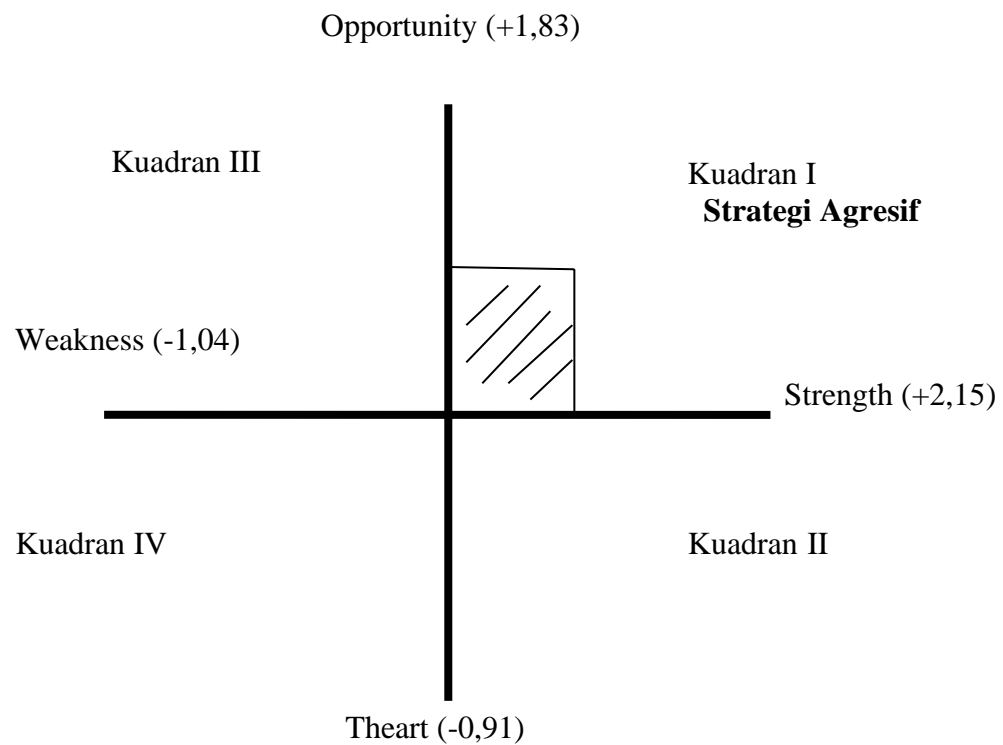 Opportunity (+1,83)
Kuadran III
Kuadran I
Strategi Agresif
Weakness (-1,04)
Strength (+2,15)
Kuadran IV
Kuadran II
Theart (-0,91)